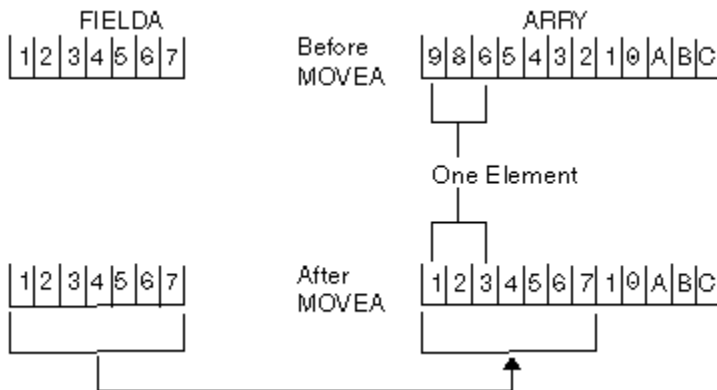 FIELDA ARRY
1 2 3 4 5 6 7 Before MOVEA 9 8 6 5 4 3 2 1 0 A B C
One Element
1 2 3 4 5 6 7 After MOVEA 1 2 3 4 5 6 7 1 0 A B C